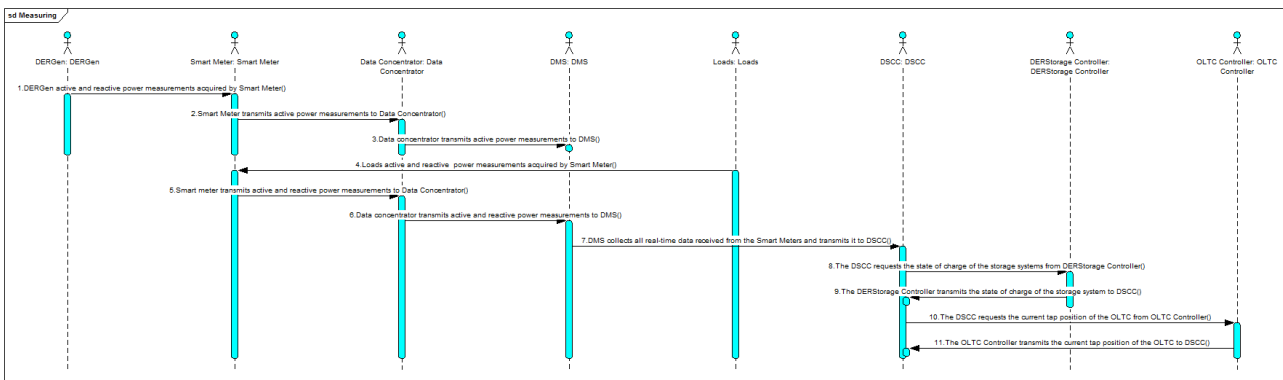 sd Measuring
DERGen: DERGen
Smart Meter: Smart Meter
Data Concentrator: Data
Concentrator
DMS: DMS
Loads: Loads
DSCC: DSCC
DERStorage Controller:
DERStorage Controller
OLTC Controller: OLTC
Controller
1.DERGen active and reactive power measurements acquired by Smart Meter()
2.Smart Meter transmits active power measurements to Data Concentrator()
3.Data concentrator transmits active power measurements to DMS()
4.Loads active and reactive  power measurements acquired by Smart Meter()
5.Smart meter transmits active and reactive power measurements to Data Concentrator()
6.Data concentrator transmits active and reactive power measurements to DMS()
7.DMS collects all real-time data received from the Smart Meters and transmits it to DSCC()
8.The DSCC requests the state of charge of the storage systems from DERStorage Controller()
9.The DERStorage Controller transmits the state of charge of the storage system to DSCC()
10.The DSCC requests the current tap position of the OLTC from OLTC Controller()
11.The OLTC Controller transmits the current tap position of the OLTC to DSCC()